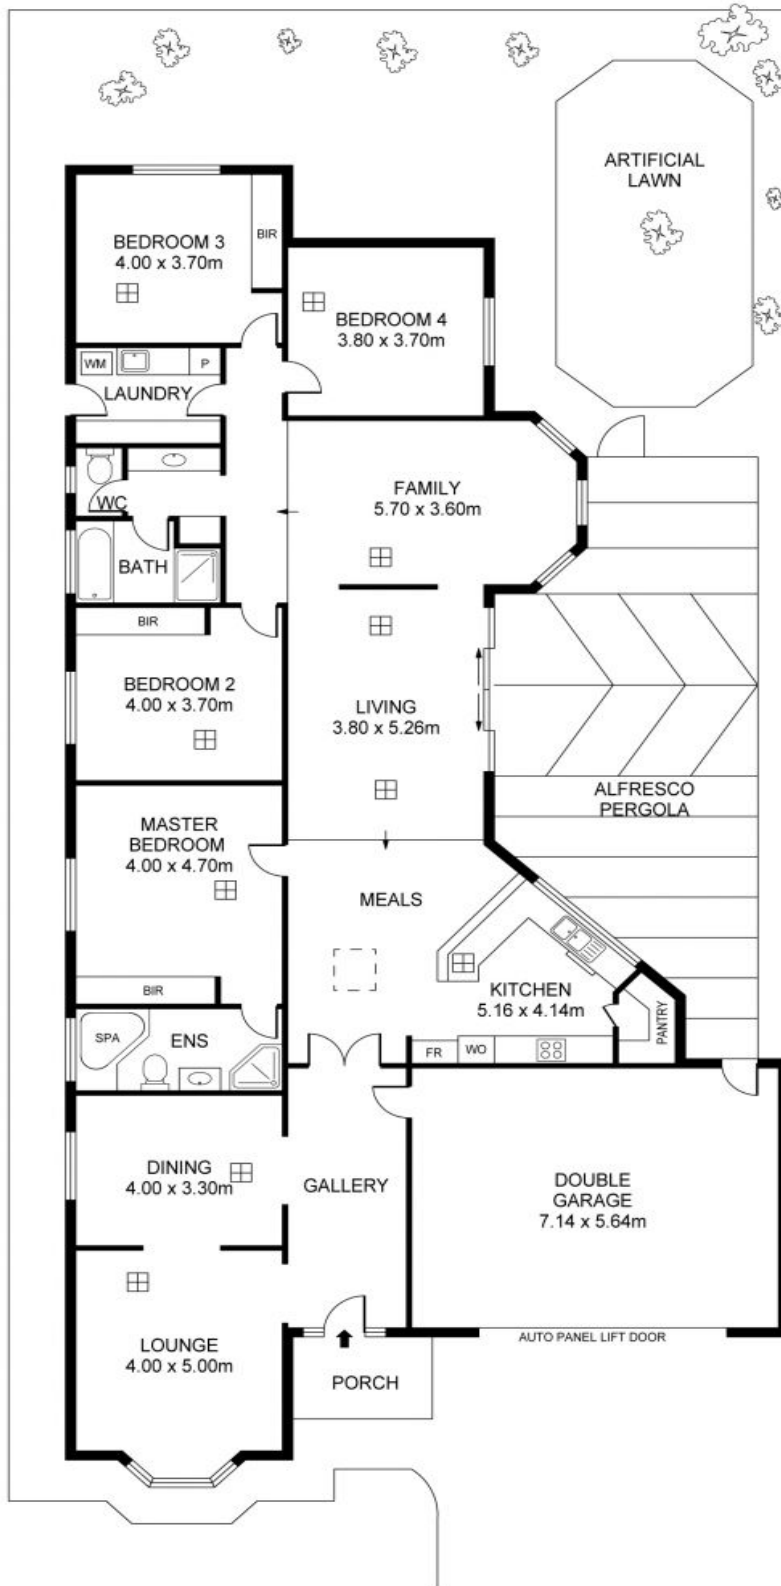 ARTIFICIAL
LAWN
BEDROOM 3
4.00 x 3.70m
BIR
BEDROOM 4
3.80 x 3.70m
WM
P
LAUNDRY
FAMILY
5.70 x 3.60m
WC
BATH
BIR
BEDROOM 2
4.00 x 3.70m
LIVING
3.80 x 5.26m
ALFRESCO
PERGOLA
MASTER
BEDROOM
4.00 x 4.70m
MEALS
BIR
KITCHEN
5.16 x 4.14m
PANTRY
SPA
ENS
FR
WO
DINING
4.00 x 3.30m
GALLERY
DOUBLE
GARAGE
7.14 x 5.64m
LOUNGE
4.00 x 5.00m
AUTO PANEL LIFT DOOR
PORCH